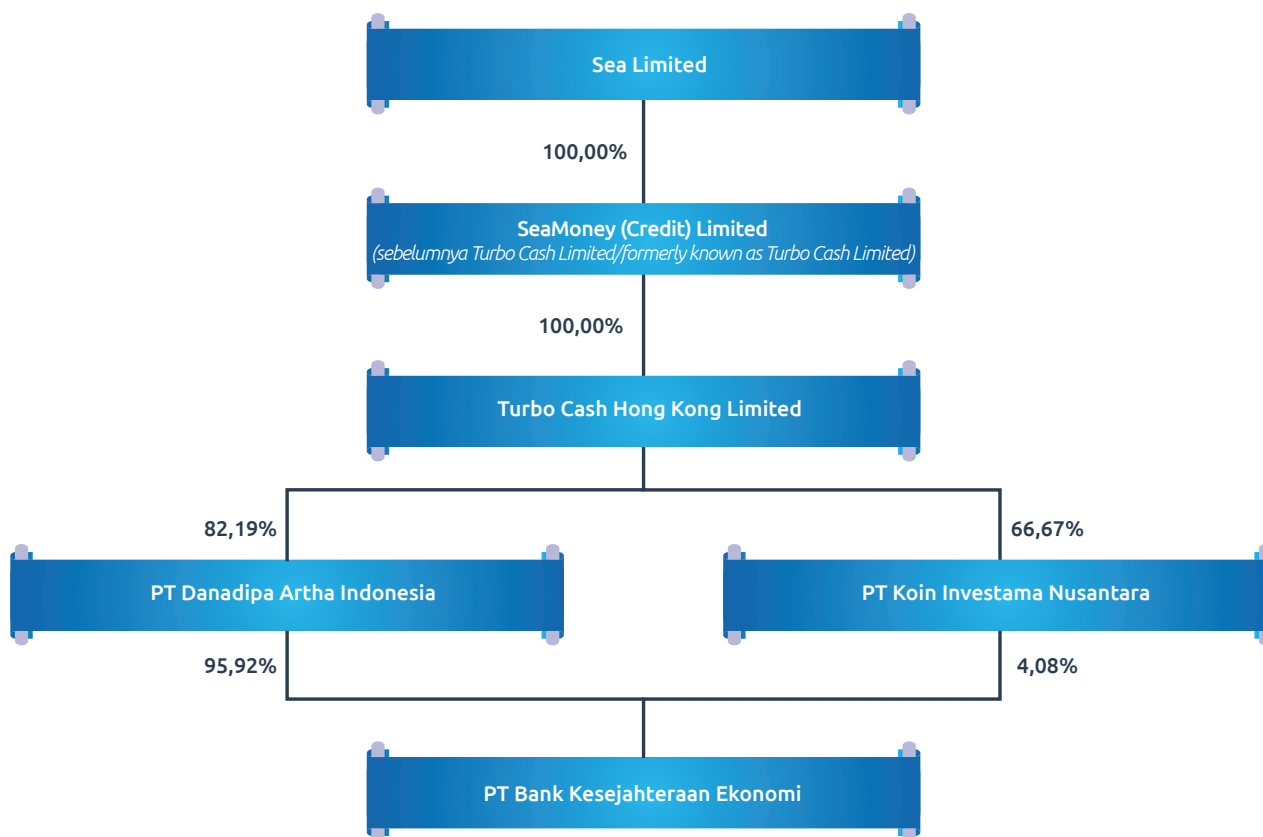 Sea Limited
100,00%
SeaMoney (Credit) Limited
(sebelumnya Turbo Cash Limited/formerly known as Turbo Cash Limited)
100,00%
Turbo Cash Hong Kong Limited
82,19%
66,67%
PT Danadipa Artha Indonesia
PT Koin Investama Nusantara
95,92%
4,08%
PT Bank Kesejahteraan Ekonomi